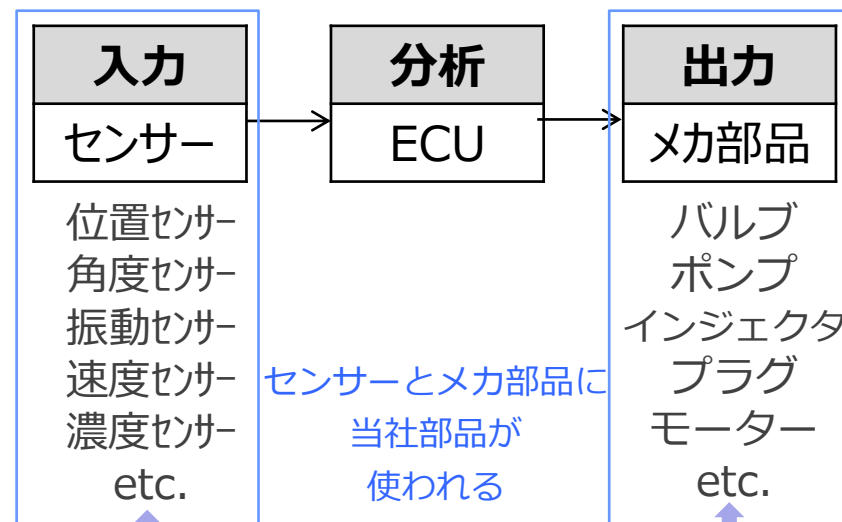 入力
センサー
位置センサー
角度センサー
振動センサー
速度センサー
濃度センサー
etc.
分析
ECU
センサーとメカ部品に
当社部品が
使われる
出力
メカ部品
バルブ
ポンプ
インジェクタ
プラグ
モーター
etc.